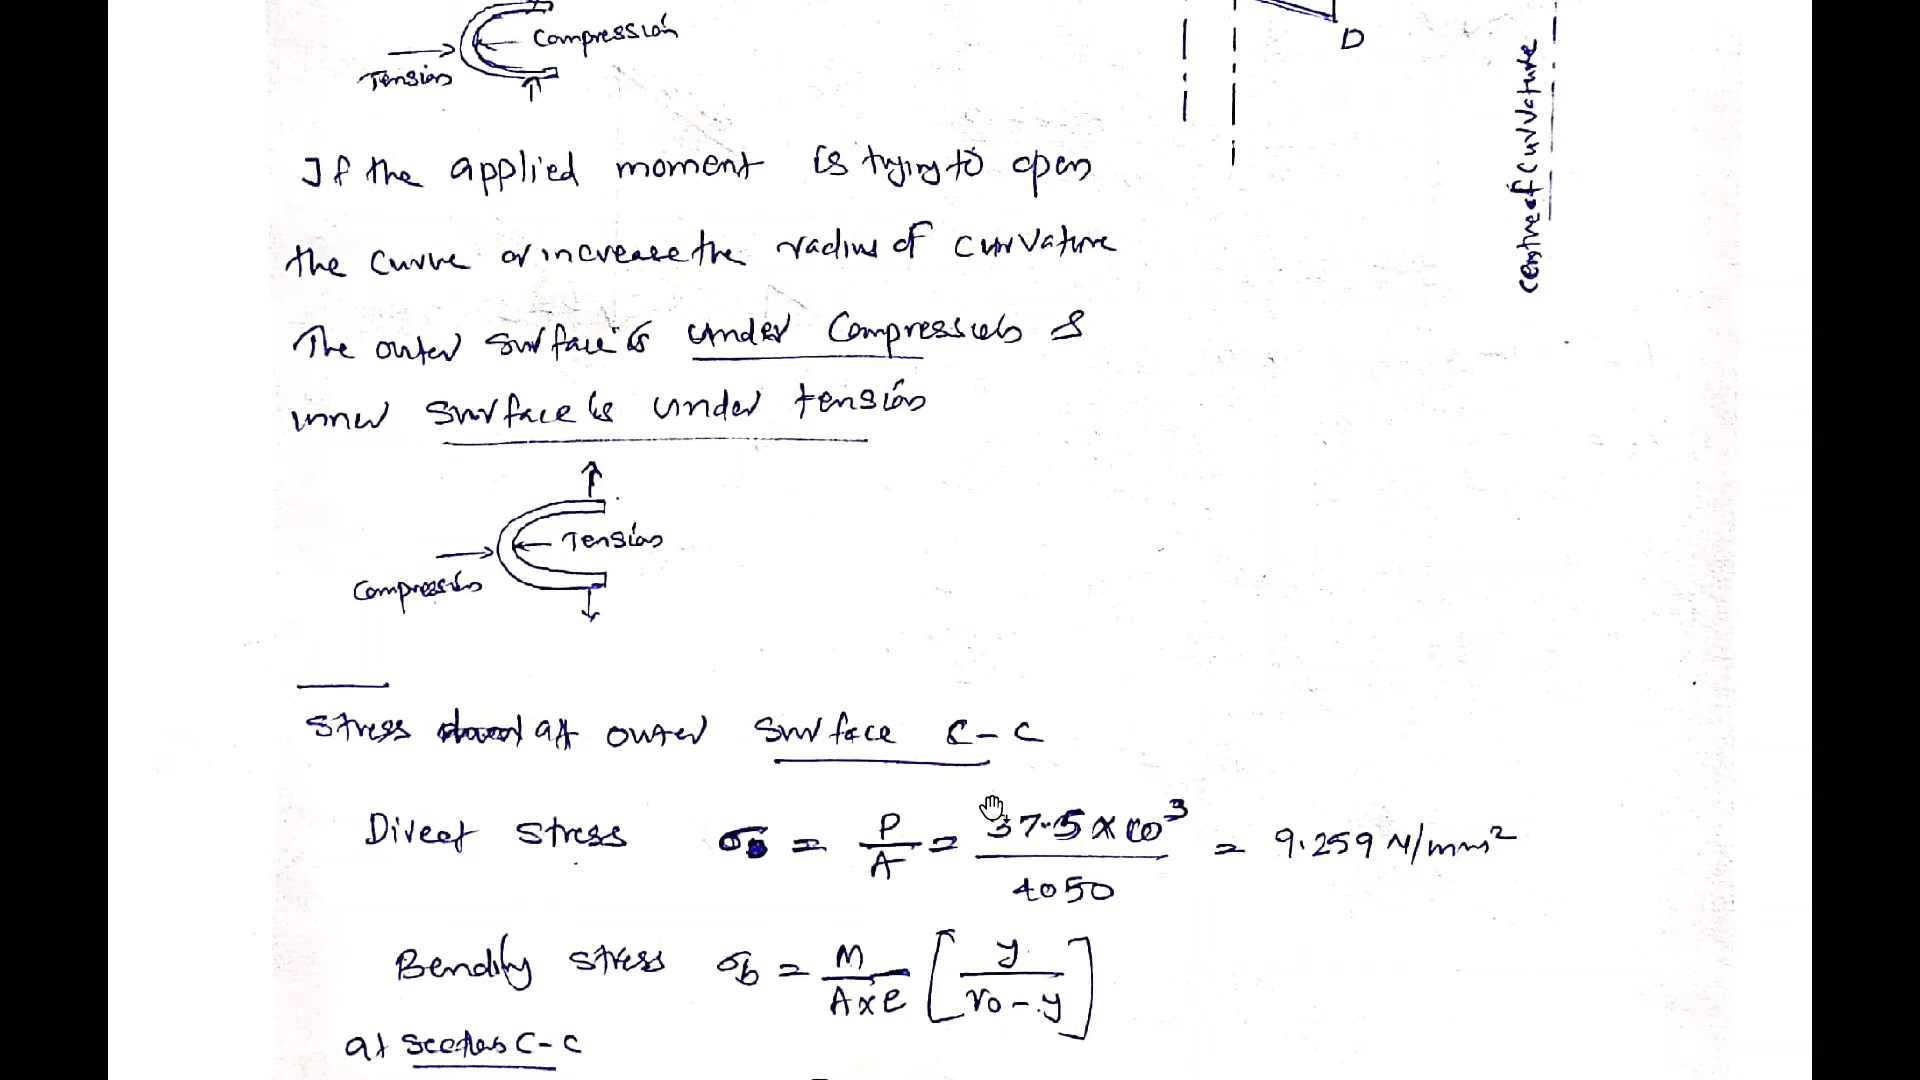 Compression
Tension
D
Centre of Curvature
If the applied moment is trying to open
the curve or increase the radius of curvature
The outer surface is under compression &
inner surface is under tension
Tension
Compression
Stress at outer surface C-C
Direct stress σ = P/A = 37.5 × 10³ / 4050 = 9.259 N/mm²
Bending stress σb = M/A×e [y/r0-y]
at section C-C